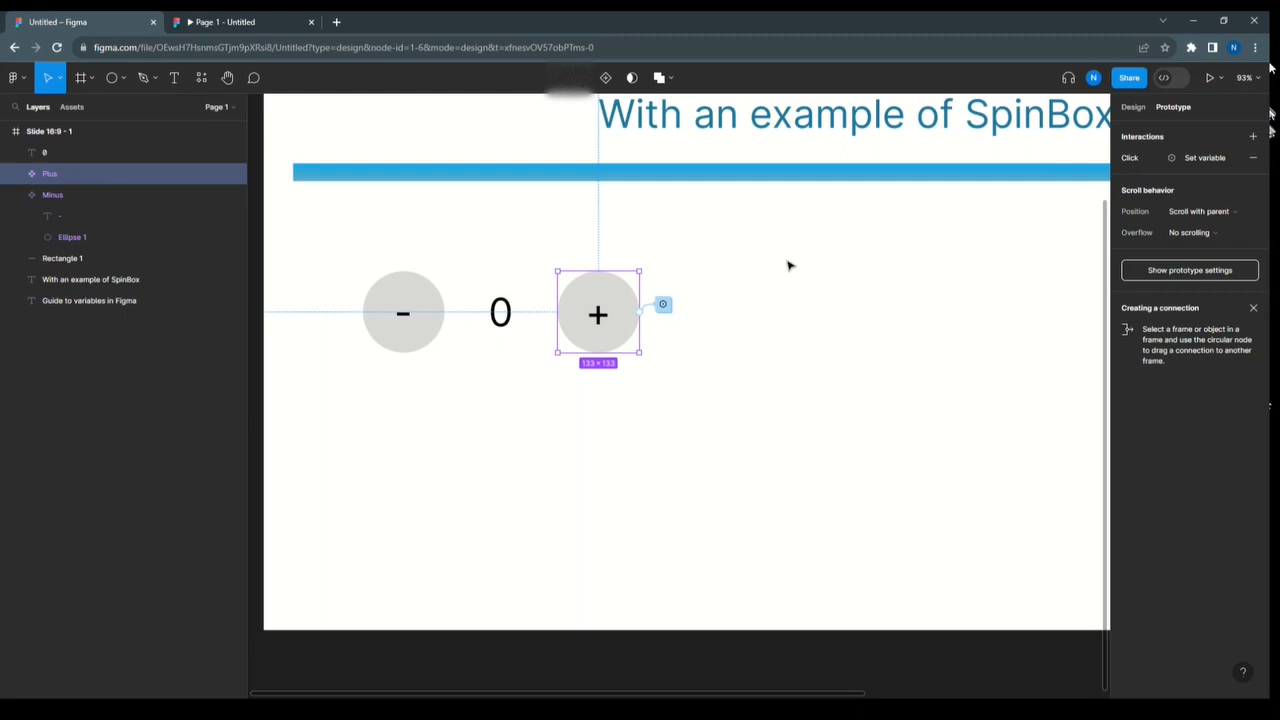 Untitled – Figma
Page 1 - Untitled
figma.com/file/OEwsH7HsnmsGTjm9pXRsi8/Untitled?type=design&node-id=1-6&mode=design&t=xfnesvOV57obPTms-0
N
N
Share
93%
Layers
Assets
Page 1
Slide 16:9 - 1
0
Plus
Minus
-
Ellipse 1
Rectangle 1
With an example of SpinBox
Guide to variables in Figma
With an example of SpinBox
-
0
+
133 × 133
Design
Prototype
Interactions
Click
Set variable
Scroll behavior
Position
Scroll with parent
Overflow
No scrolling
Show prototype settings
Creating a connection
Select a frame or object in a
frame and use the circular node
to drag a connection to another
frame.
?